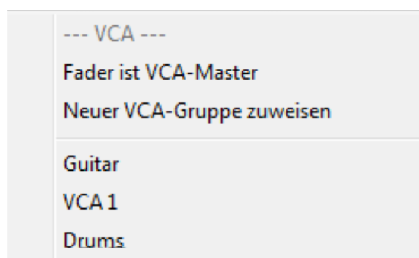 --- VCA ---
Fader ist VCA-Master
Neuer VCA-Gruppe zuweisen
Guitar
VCA 1
Drums